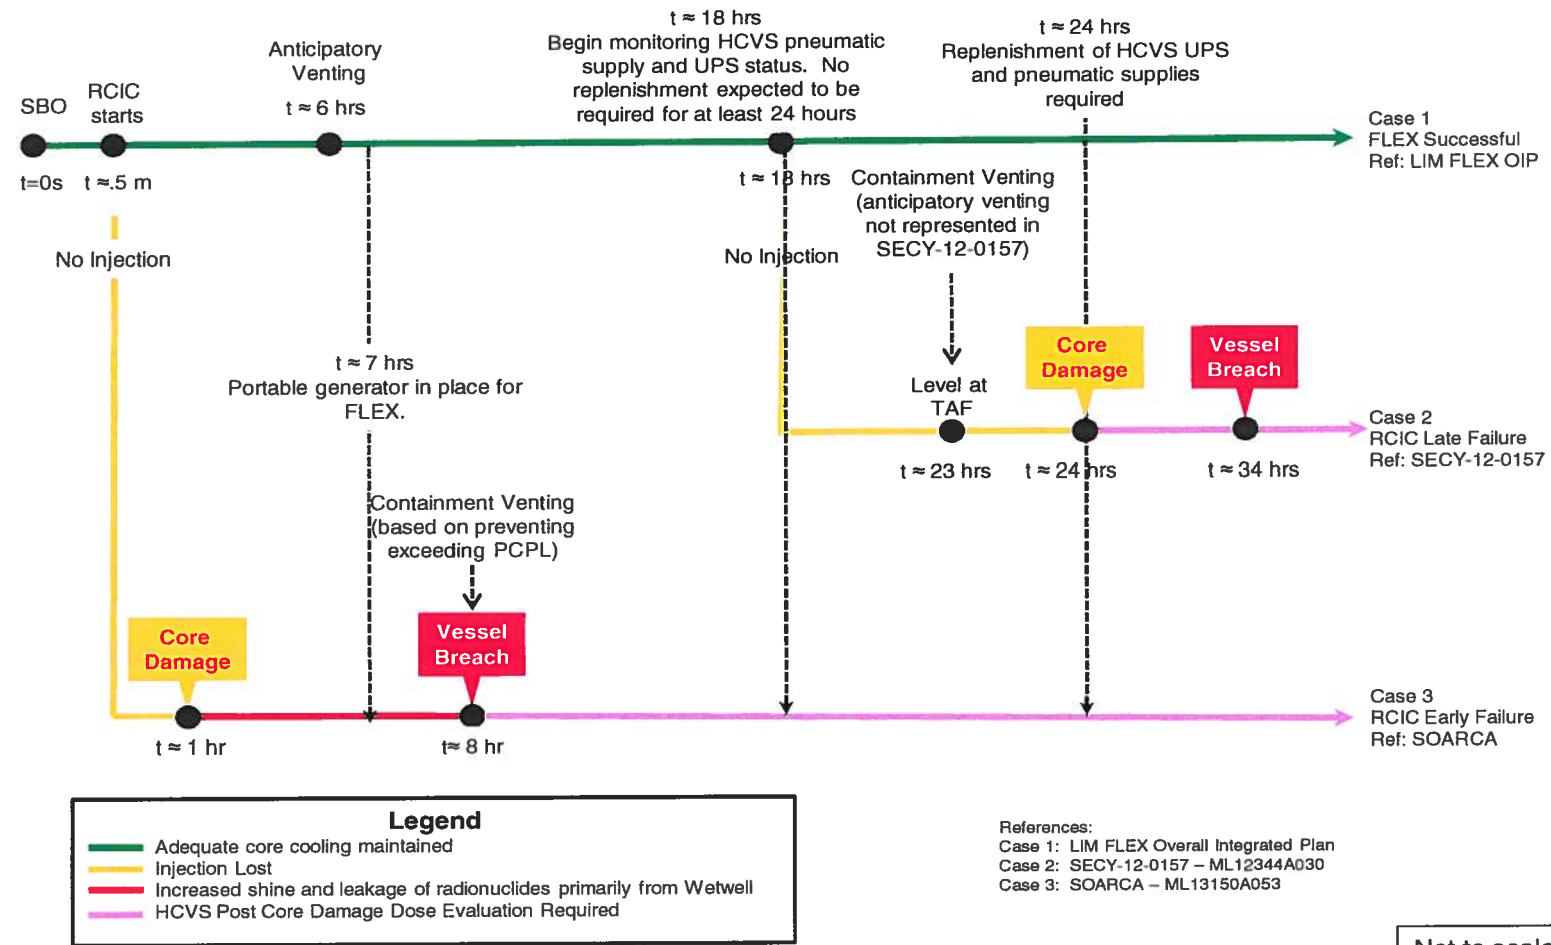 t ≈ 18 hrs
Begin monitoring HCVS pneumatic
supply and UPS status. No
replenishment expected to be
required for at least 24 hours
t ≈ 24 hrs
Replenishment of HCVS UPS
and pneumatic supplies
required
Anticipatory
Venting
t ≈ 6 hrs
SBO
RCIC
starts
t=0s
t ≈.5 m
t ≈ 18 hrs
Case 1
FLEX Successful
Ref: LIM FLEX OIP
Containment Venting
(anticipatory venting
not represented in
SECY-12-0157)
No Injection
No Injection
t ≈ 7 hrs
Portable generator in place for
FLEX.
Core
Damage
Vessel
Breach
Level at
TAF
t ≈ 23 hrs
t ≈ 24 hrs
t ≈ 34 hrs
Case 2
RCIC Late Failure
Ref: SECY-12-0157
Containment Venting
(based on preventing
exceeding PCPL)
Core
Damage
Vessel
Breach
t ≈ 1 hr
t≈ 8 hr
Case 3
RCIC Early Failure
Ref: SOARCA
Legend
Adequate core cooling maintained
Injection Lost
Increased shine and leakage of radionuclides primarily from Wetwell
HCVS Post Core Damage Dose Evaluation Required
References:
Case 1: LIM FLEX Overall Integrated Plan
Case 2: SECY-12-0157 – ML12344A030
Case 3: SOARCA – ML13150A053